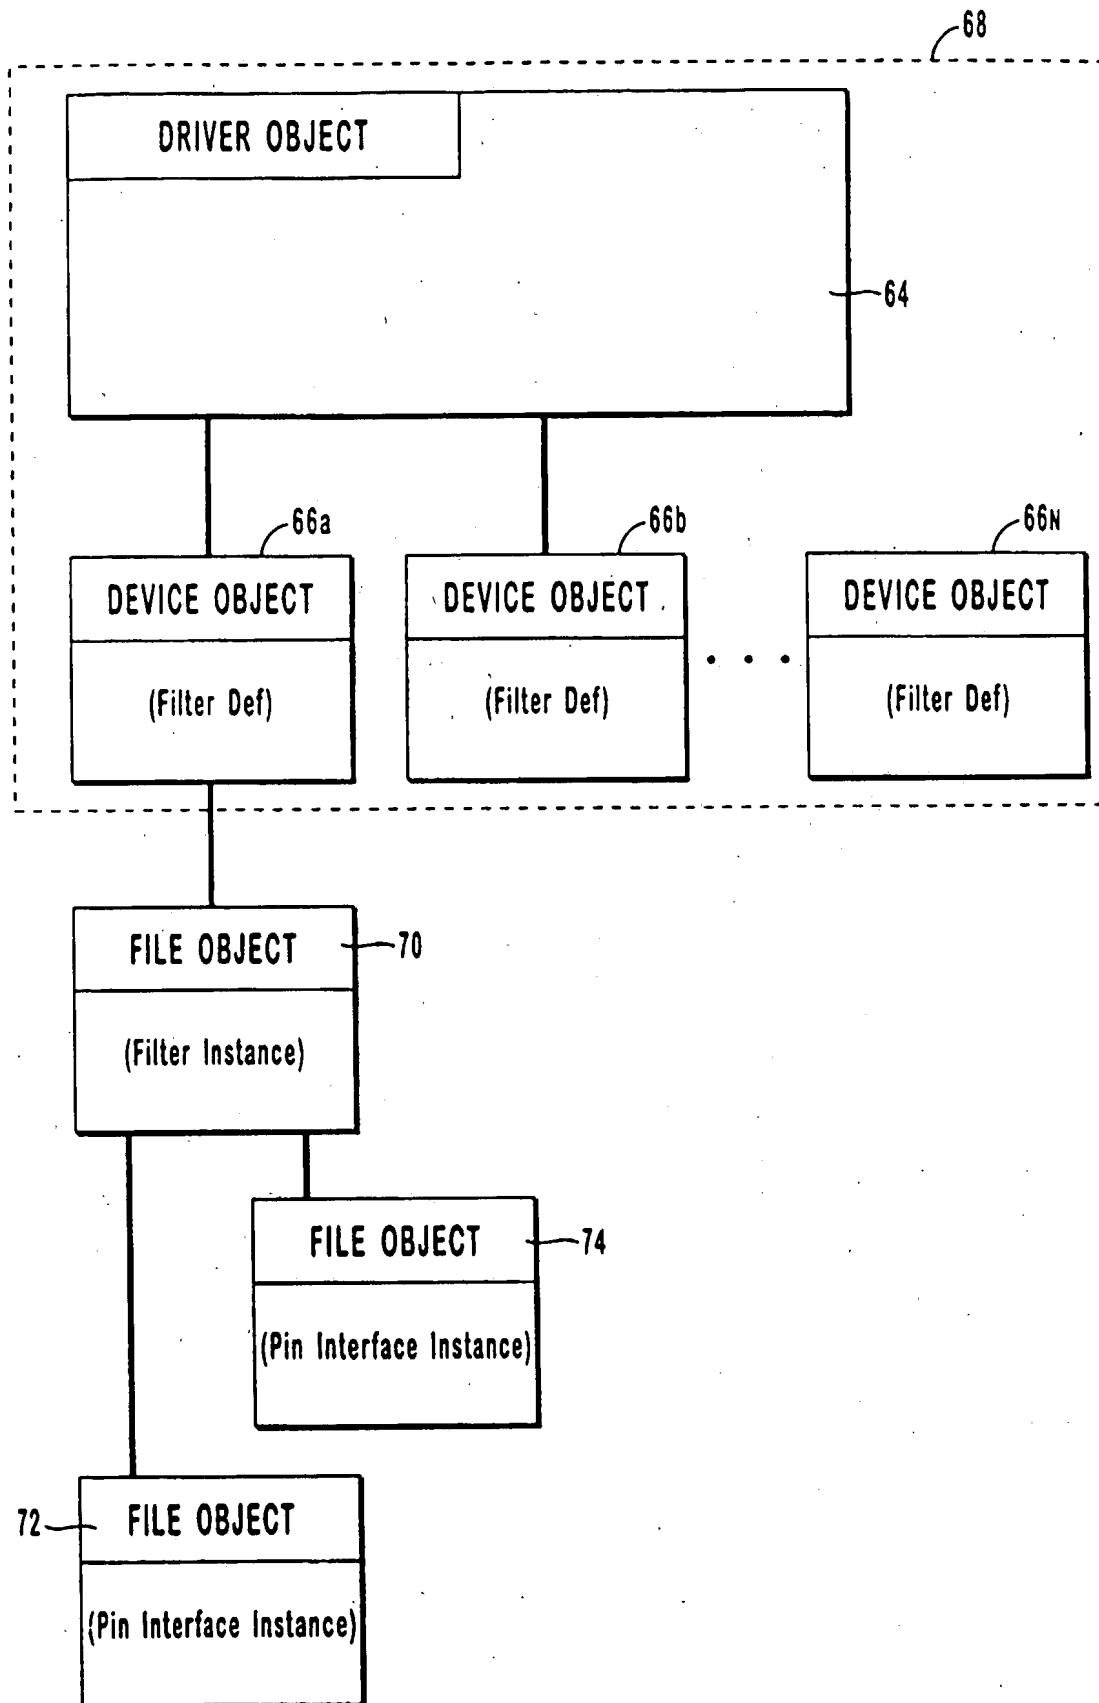 68
DRIVER OBJECT
64
66a
66b
66N
DEVICE OBJECT
(Filter Def)
DEVICE OBJECT
(Filter Def)
DEVICE OBJECT
(Filter Def)
FILE OBJECT
70
(Filter Instance)
FILE OBJECT
74
(Pin Interface Instance)
72
FILE OBJECT
(Pin Interface Instance)